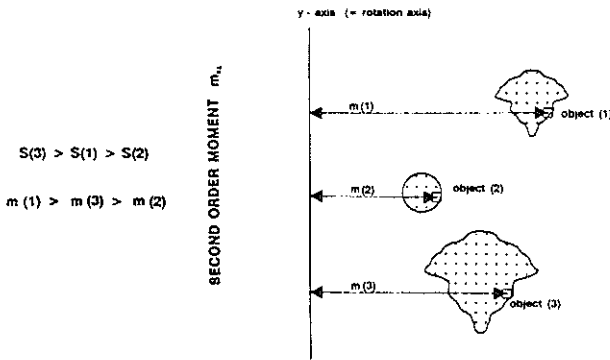 y - axis (= rotation axis)
SECOND ORDER MOMENT
m(1)
object (1)
S(3) > S(1) > S(2)
m(2)
object (2)
m(1) > m(3) > m(2)
m(3)
object (3)